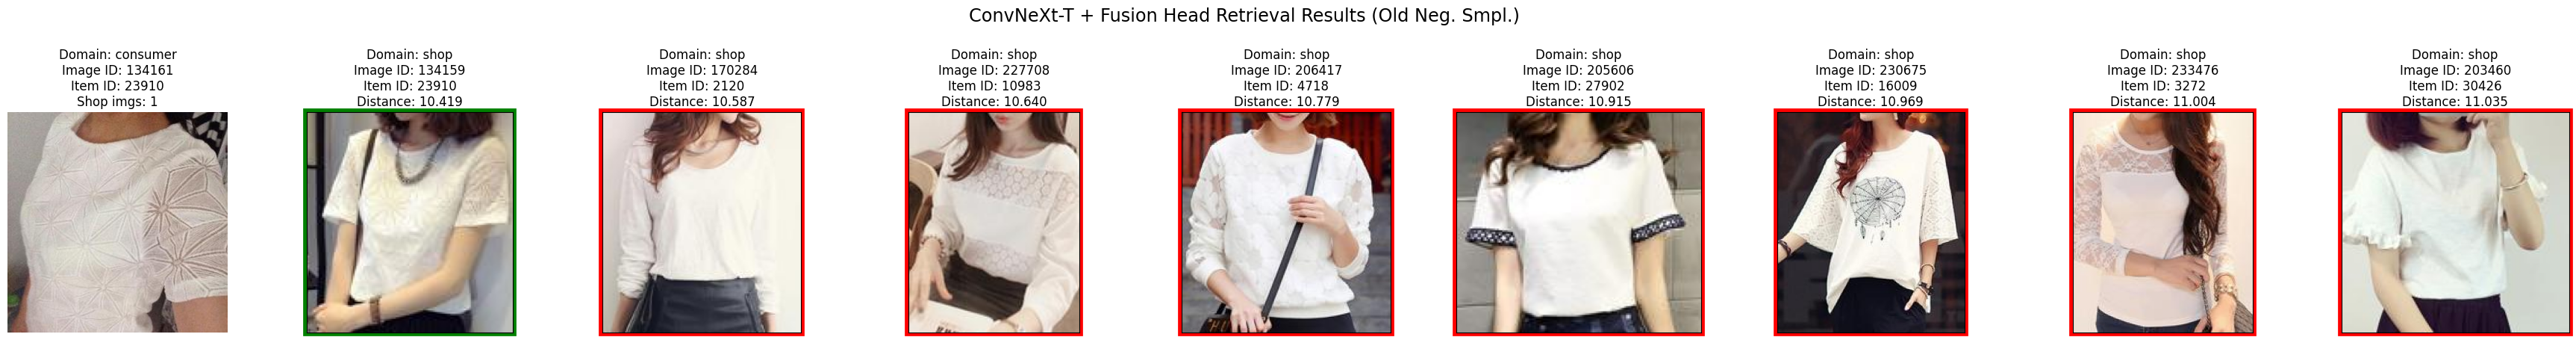 ConvNeXt-T + Fusion Head Retrieval Results (Old Neg. Smpl.)
Domain: consumer
Image ID: 134161
Item ID: 23910
Shop imgs: 1
Domain: shop
Image ID: 134159
Item ID: 23910
Distance: 10.419
Domain: shop
Image ID: 170284
Item ID: 2120
Distance: 10.587
Domain: shop
Image ID: 227708
Item ID: 10983
Distance: 10.640
Domain: shop
Image ID: 206417
Item ID: 4718
Distance: 10.779
Domain: shop
Image ID: 205606
Item ID: 27902
Distance: 10.915
Domain: shop
Image ID: 230675
Item ID: 16009
Distance: 10.969
Domain: shop
Image ID: 233476
Item ID: 3272
Distance: 11.004
Domain: shop
Image ID: 203460
Item ID: 30426
Distance: 11.035